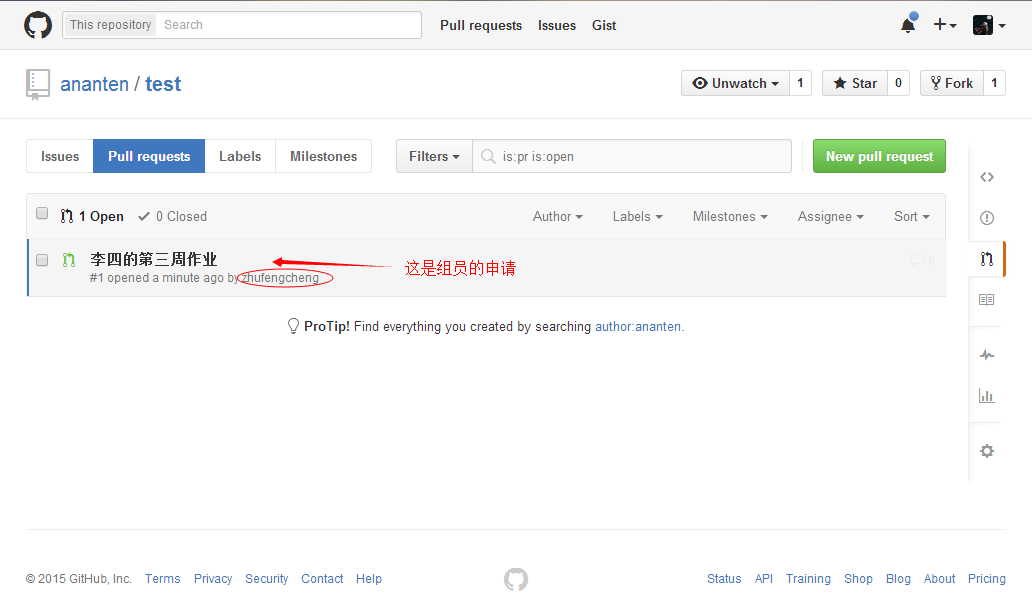 This repository Search Pull requests Issues Gist
ananten / test
Unwatch 1 Star 0 Fork 1
Issues Pull requests Labels Milestones Filters is:pr is:open New pull request
1 Open 0 Closed Author Labels Milestones Assignee Sort
李四的第三周作业
这是组员的申请
0
#1 opened a minute ago by zhufengcheng
ProTip! Find everything you created by searching author:ananten.
© 2015 GitHub, Inc. Terms Privacy Security Contact Help Status API Training Shop Blog About Pricing